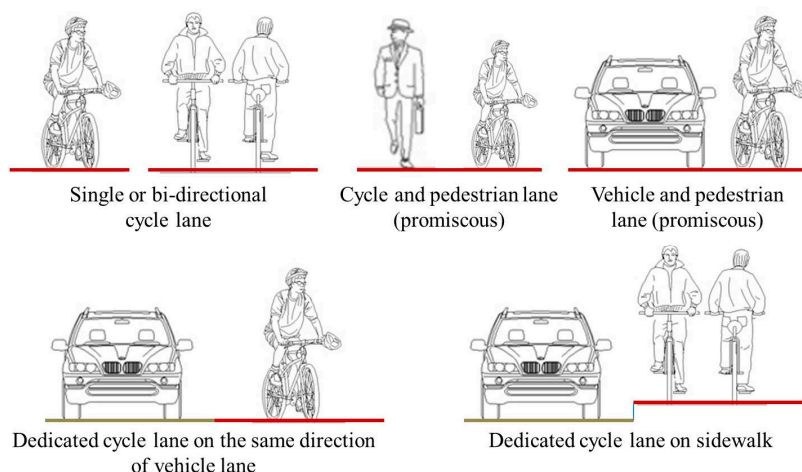 Single or bi-directional
cycle lane
Cycle and pedestrian lane
(promiscous)
Vehicle and pedestrian
lane (promiscous)
Dedicated cycle lane on the same direction
of vehicle lane
Dedicated cycle lane on sidewalk